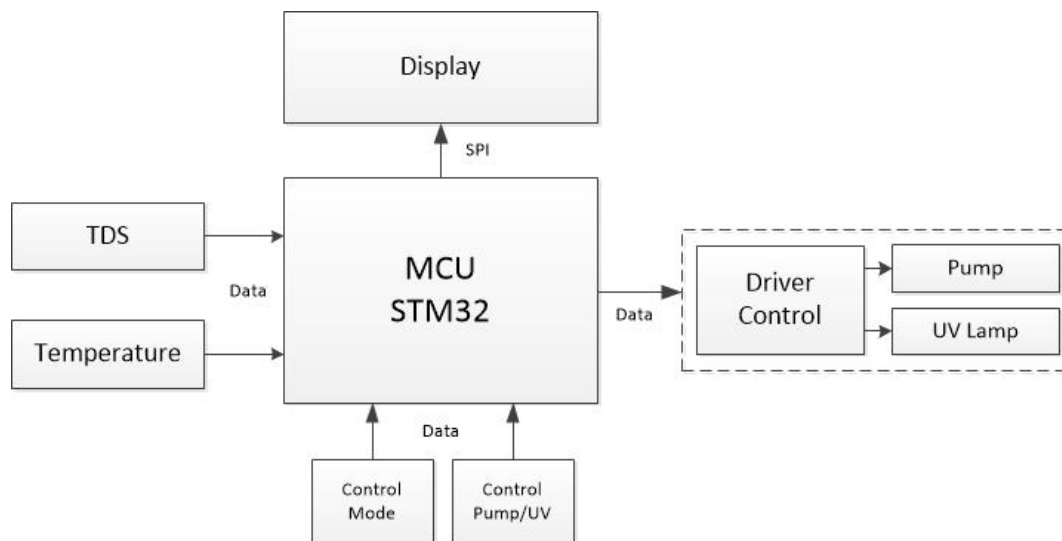 Display
SPI
TDS
Data
Temperature
MCU
STM32
Data
Driver
Control
Pump
UV Lamp
Data
Control
Mode
Control
Pump/UV